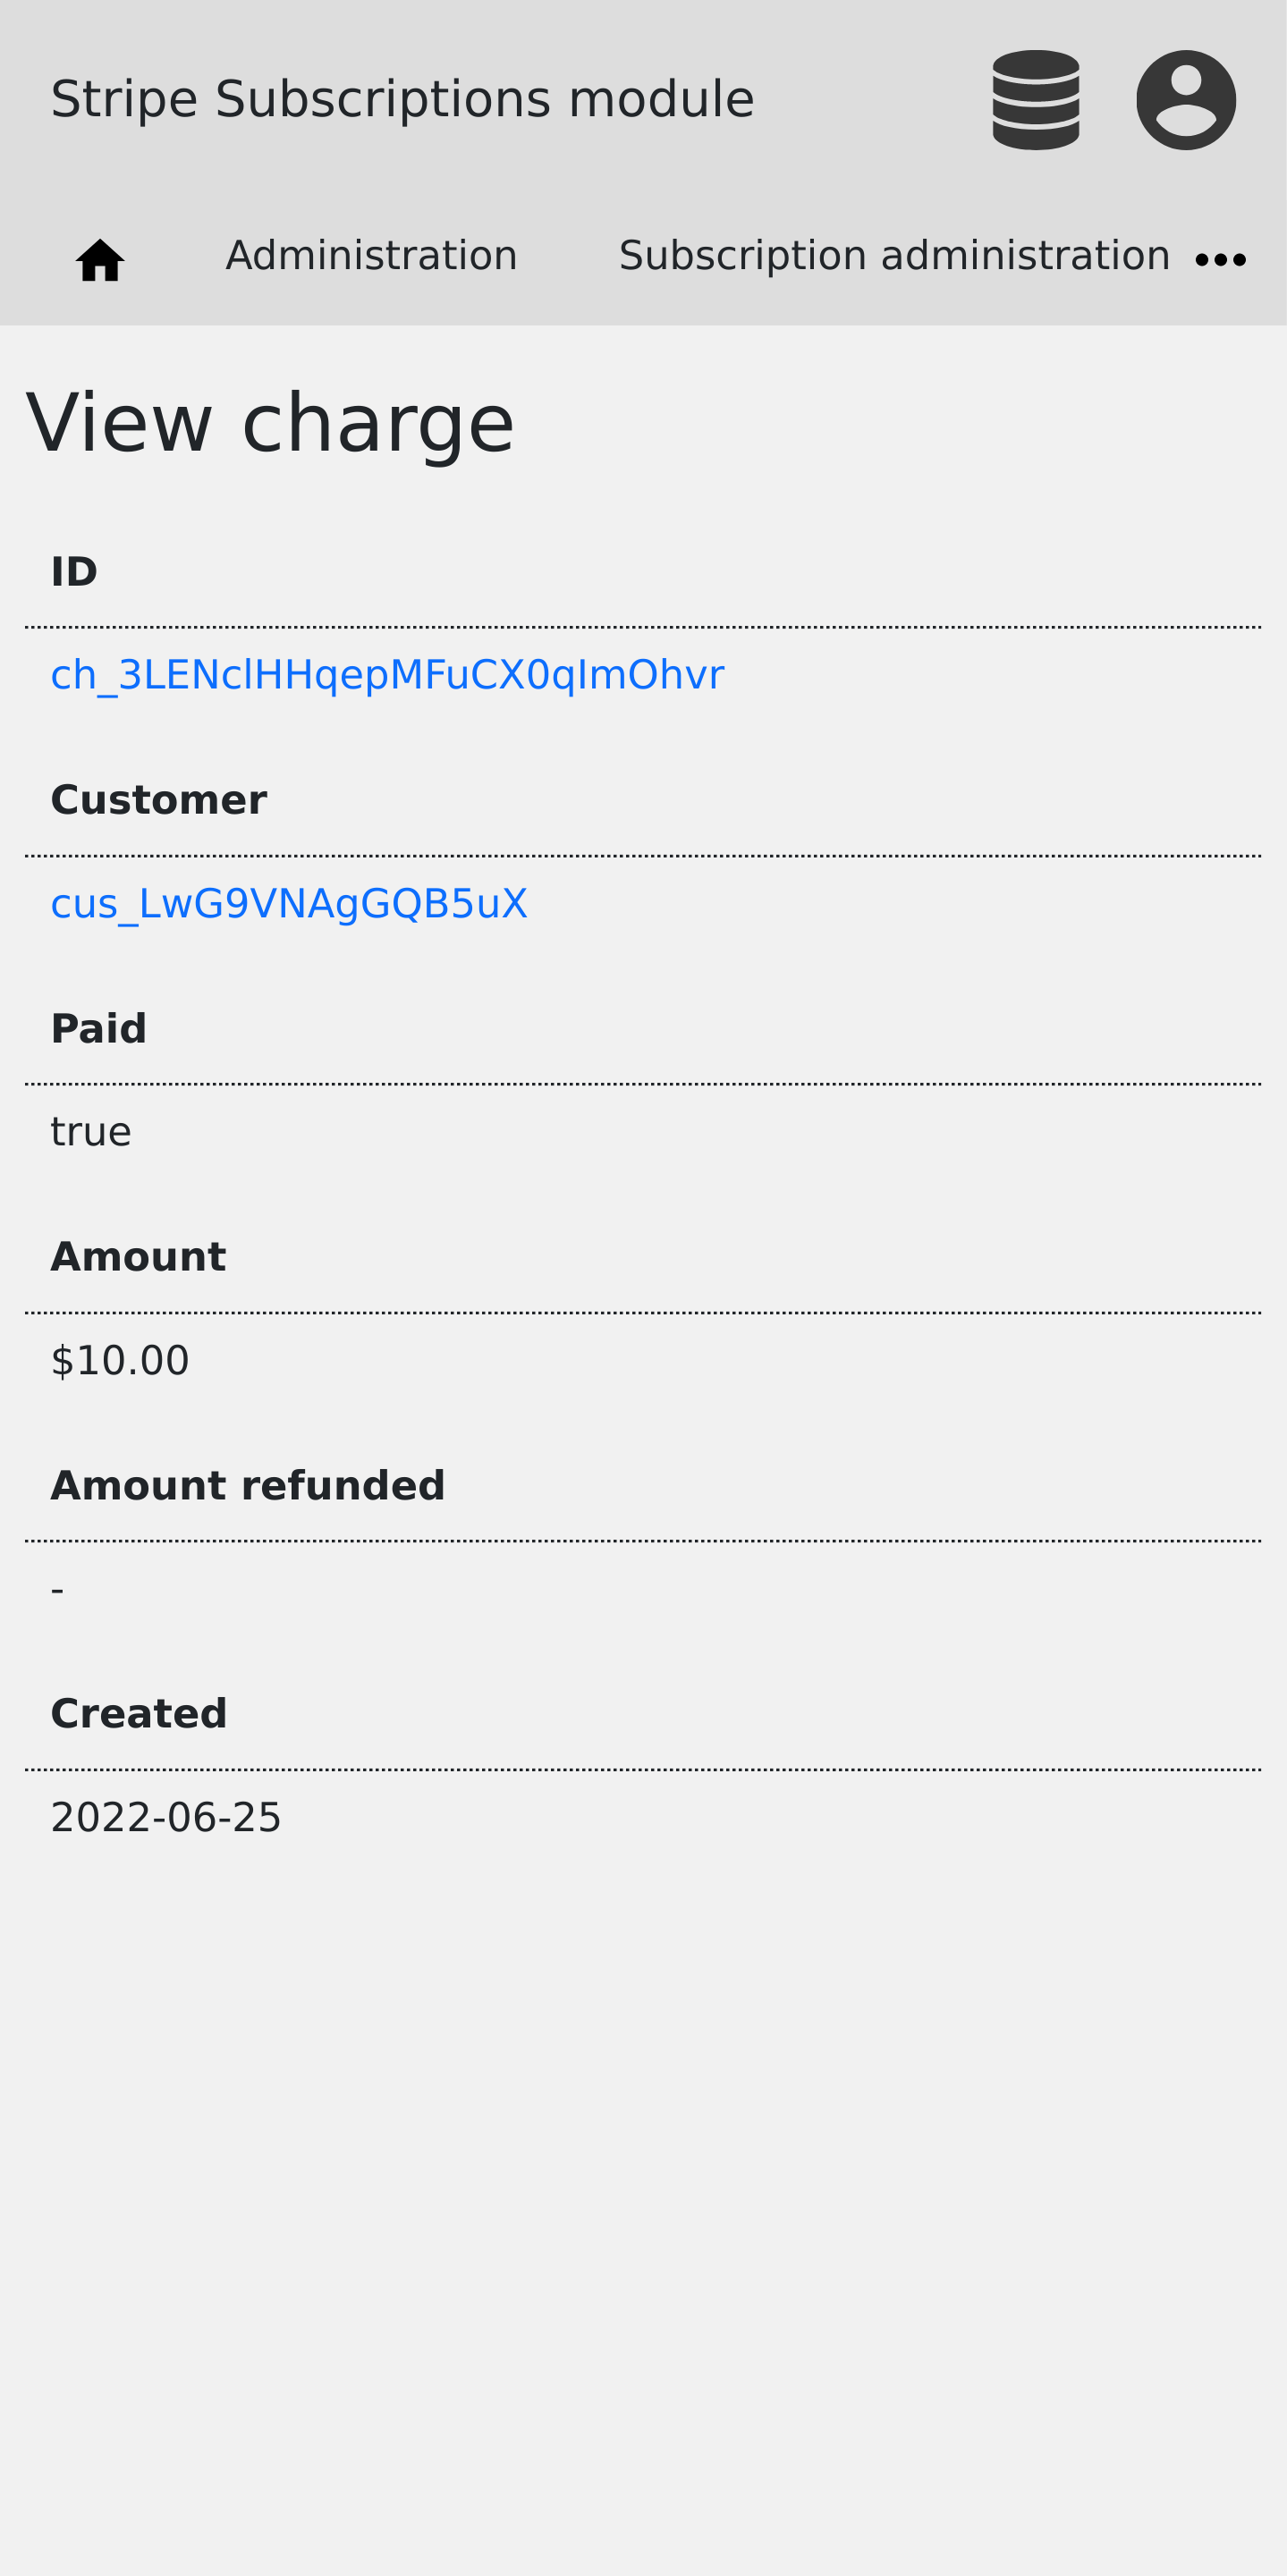 Stripe Subscriptions module
Administration Subscription administration
View charge
ID
ch_3LENclHHqepMFuCX0qImOhvr
Customer
cus_LwG9VNAgGQB5uX
Paid
true
Amount
$10.00
Amount refunded
-
Created
2022-06-25